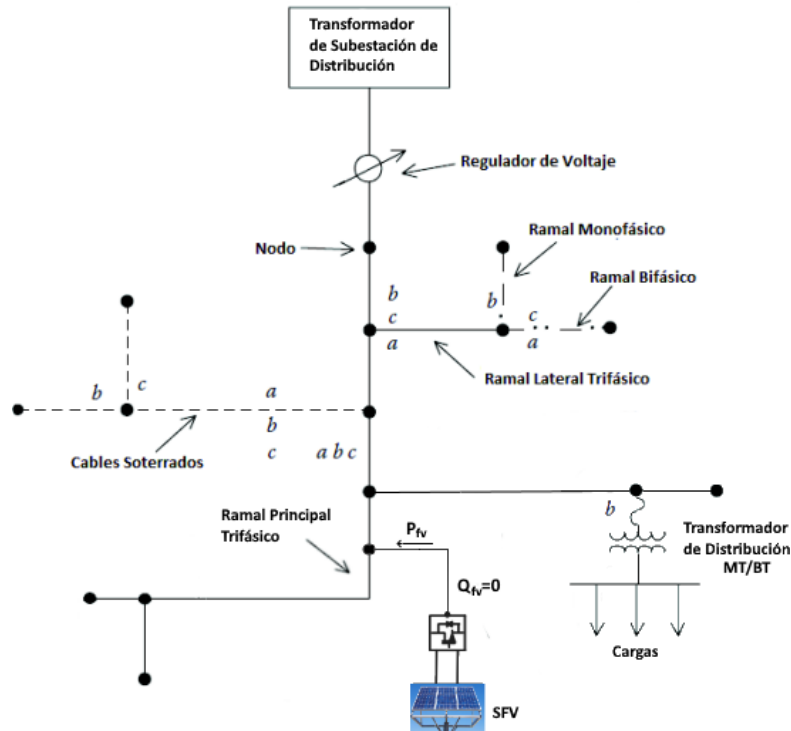 Transformador
de Subestación de
Distribución
Regulador de Voltaje
Nodo
Ramal Monofásico
Ramal Bifásico
b
c
a
b
c
a
Ramal Lateral Trifásico
b
c
a
b
c
a b c
Cables Soterrados
Ramal Principal
Trifásico
Pfv
Qfv=0
b
Transformador
de Distribución
MT/BT
Cargas
SFV